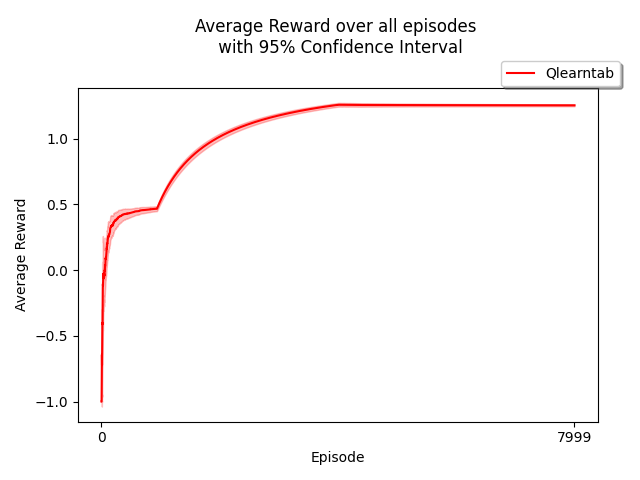 Average Reward over all episodes
with 95% Confidence Interval
Qlearntab
1.0
0.5
0.0
−0.5
−1.0
Average Reward
0
7999
Episode